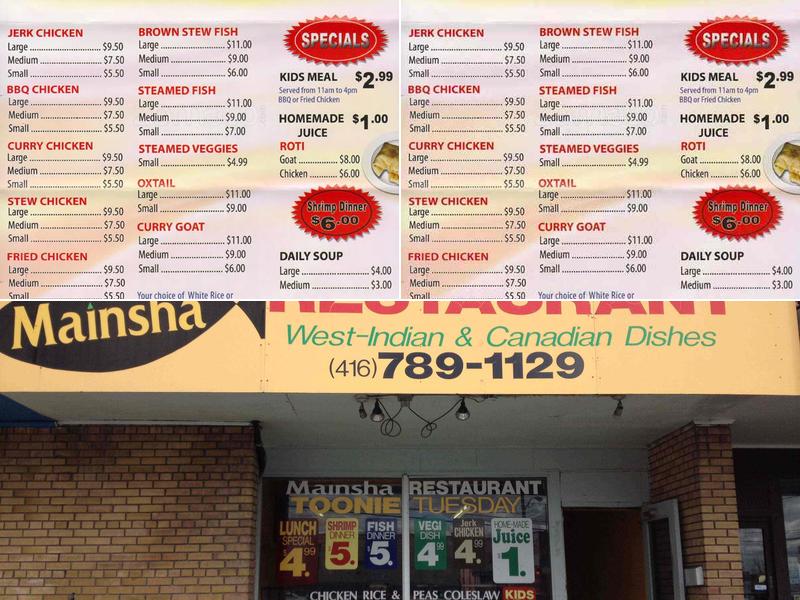 JERK CHICKEN
Large ........................ $9.50
Medium ..................... $7.50
Small ........................ $5.50
BBQ CHICKEN
Large ........................ $9.50
Medium ..................... $7.50
Small ........................ $5.50
CURRY CHICKEN
Large ........................ $9.50
Medium ..................... $7.50
Small ........................ $5.50
STEW CHICKEN
Large ........................ $9.50
Medium ..................... $7.50
Small ........................ $5.50
FRIED CHICKEN
Large ........................ $9.50
Medium ..................... $7.50
Small ........................ $5.50
BROWN STEW FISH
Large ...................... $11.00
Medium .................... $9.00
Small ...................... $6.00
STEAMED FISH
Large ...................... $11.00
Medium .................... $9.00
Small ...................... $7.00
STEAMED VEGGIES
Small ...................... $4.99
OXTAIL
Large ...................... $11.00
Small ...................... $9.00
CURRY GOAT
Large ...................... $11.00
Medium .................... $9.00
Small ...................... $6.00
Your choice of White Rice or
SPECIALS
KIDS MEAL $2.99
Served from 11am to 4pm
BBQ or Fried Chicken
HOMEMADE $1.00
JUICE
ROTI
Goat ............... $8.00
Chicken ........... $6.00
Shrimp Dinner
$6.00
DAILY SOUP
Large ..................... $4.00
Medium ................. $3.00
JERK CHICKEN
Large ........................ $9.50
Medium ..................... $7.50
Small ........................ $5.50
BBQ CHICKEN
Large ........................ $9.50
Medium ..................... $7.50
Small ........................ $5.50
CURRY CHICKEN
Large ........................ $9.50
Medium ..................... $7.50
Small ........................ $5.50
STEW CHICKEN
Large ........................ $9.50
Medium ..................... $7.50
Small ........................ $5.50
FRIED CHICKEN
Large ........................ $9.50
Medium ..................... $7.50
Small ........................ $5.50
BROWN STEW FISH
Large ...................... $11.00
Medium .................... $9.00
Small ...................... $6.00
STEAMED FISH
Large ...................... $11.00
Medium .................... $9.00
Small ...................... $7.00
STEAMED VEGGIES
Small ...................... $4.99
OXTAIL
Large ...................... $11.00
Small ...................... $9.00
CURRY GOAT
Large ...................... $11.00
Medium .................... $9.00
Small ...................... $6.00
Your choice of White Rice or
SPECIALS
KIDS MEAL $2.99
Served from 11am to 4pm
BBQ or Fried Chicken
HOMEMADE $1.00
JUICE
ROTI
Goat ............... $8.00
Chicken ........... $6.00
Shrimp Dinner
$6.00
DAILY SOUP
Large ..................... $4.00
Medium ................. $3.00
Mainsha RESTAURANT
West-Indian & Canadian Dishes
(416) 789-1129
Mainsha RESTAURANT
TOONIE TUESDAY
LUNCH SPECIAL $4.99
SHRIMP DINNER $5.
FISH DINNER $5.
VEGI DISH $4.99
Jerk CHICKEN $4.99
HOME-MADE Juice $1.
CHICKEN RICE & PEAS COLESLAW KIDS